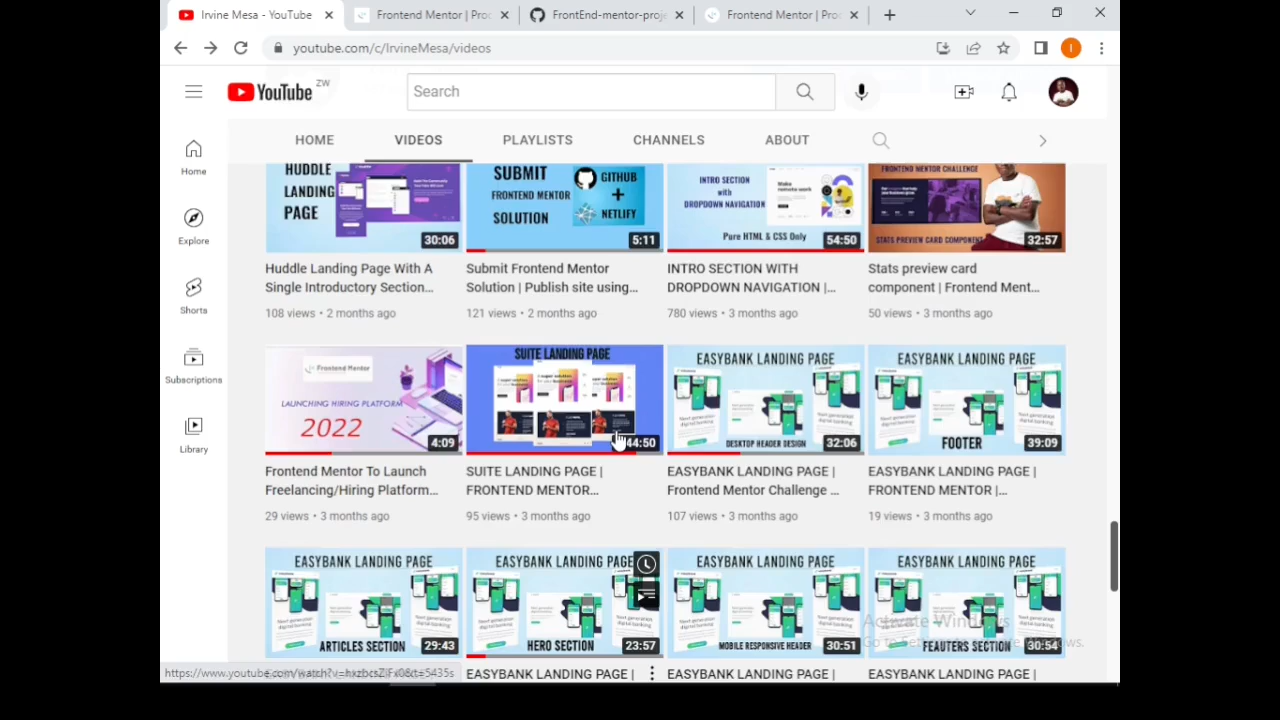 Irvine Mesa - YouTube
Frontend Mentor | Proc
FrontEnd-mentor-proje
Frontend Mentor | Proc
youtube.com/c/IrvineMesa/videos
YouTube ZW
Search
HOME VIDEOS PLAYLISTS CHANNELS ABOUT
Home
Explore
Shorts
Subscriptions
Library
HUDDLE
LANDING
PAGE
30:06
SUBMIT
FRONTEND MENTOR
SOLUTION
GITHUB
+
NETLIFY
5:11
INTRO SECTION
with
DROPDOWN NAVIGATION
Make
remote work
Pure HTML & CSS Only
54:50
FRONTEND MENTOR CHALLENGE
STATS PREVIEW CARD COMPONENT
32:57
Huddle Landing Page With A
Single Introductory Section...
108 views • 2 months ago
Submit Frontend Mentor
Solution | Publish site using...
121 views • 2 months ago
INTRO SECTION WITH
DROPDOWN NAVIGATION |...
780 views • 3 months ago
Stats preview card
component | Frontend Ment...
50 views • 3 months ago
Frontend Mentor
LAUNCHING HIRING PLATFORM
2022
4:09
SUITE LANDING PAGE
44:50
EASYBANK LANDING PAGE
DESKTOP HEADER DESIGN
32:06
EASYBANK LANDING PAGE
FOOTER
39:09
Frontend Mentor To Launch
Freelancing/Hiring Platform...
29 views • 3 months ago
SUITE LANDING PAGE |
FRONTEND MENTOR...
95 views • 3 months ago
EASYBANK LANDING PAGE |
Frontend Mentor Challenge ...
107 views • 3 months ago
EASYBANK LANDING PAGE |
FRONTEND MENTOR |...
19 views • 3 months ago
EASYBANK LANDING PAGE
ARTICLES SECTION
29:43
EASYBANK LANDING PAGE
HERO SECTION
23:57
EASYBANK LANDING PAGE
MOBILE RESPONSIVE HEADER
30:51
EASYBANK LANDING PAGE
FEAUTERS SECTION
30:54
Activate Windows
EASYBANK LANDING PAGE |
EASYBANK LANDING PAGE |
EASYBANK LANDING PAGE |